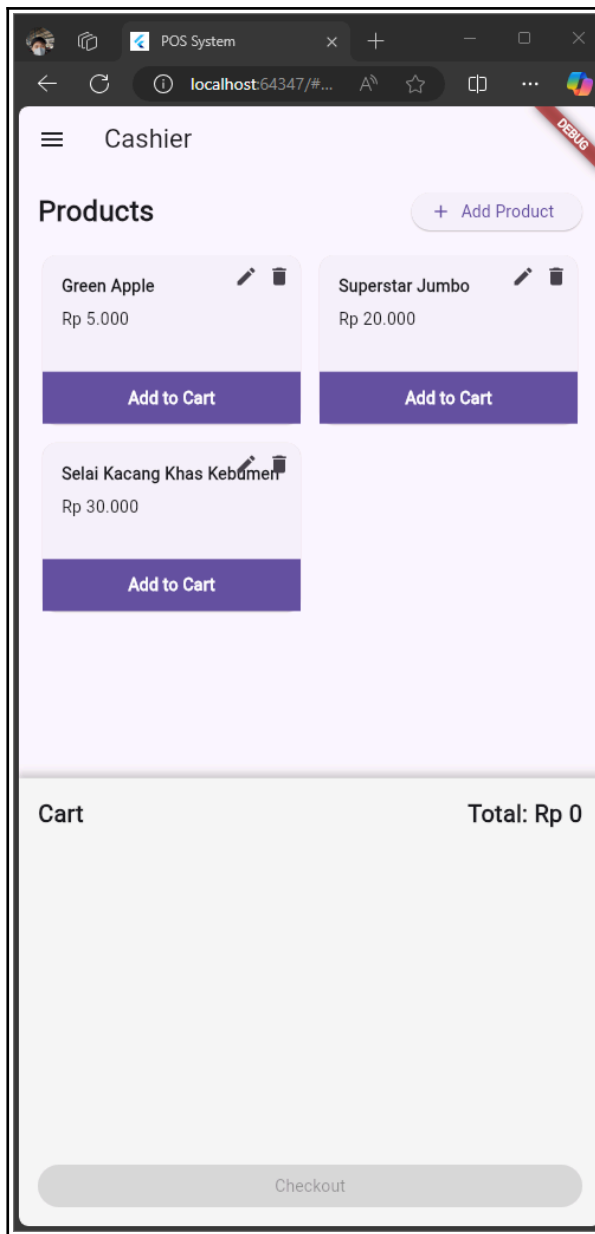 POS System
localhost:64347/#...
Cashier
DEBUG
Products
+ Add Product
Green Apple
Rp 5.000
Add to Cart
Superstar Jumbo
Rp 20.000
Add to Cart
Selai Kacang Khas Kebumen
Rp 30.000
Add to Cart
Cart
Total: Rp 0
Checkout